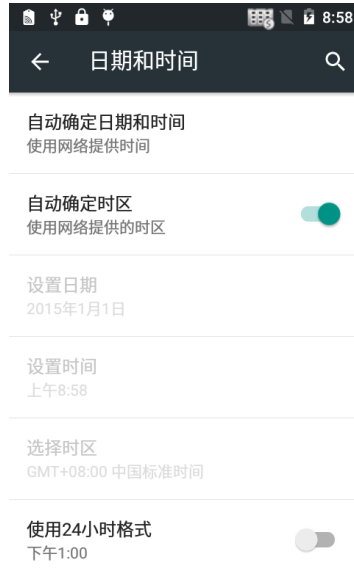 8:58
日期和时间
自动确定日期和时间
使用网络提供时间
自动确定时区
使用网络提供的时区
设置日期
2015年1月1日
设置时间
上午8:58
选择时区
GMT+08:00 中国标准时间
使用24小时格式
下午1:00